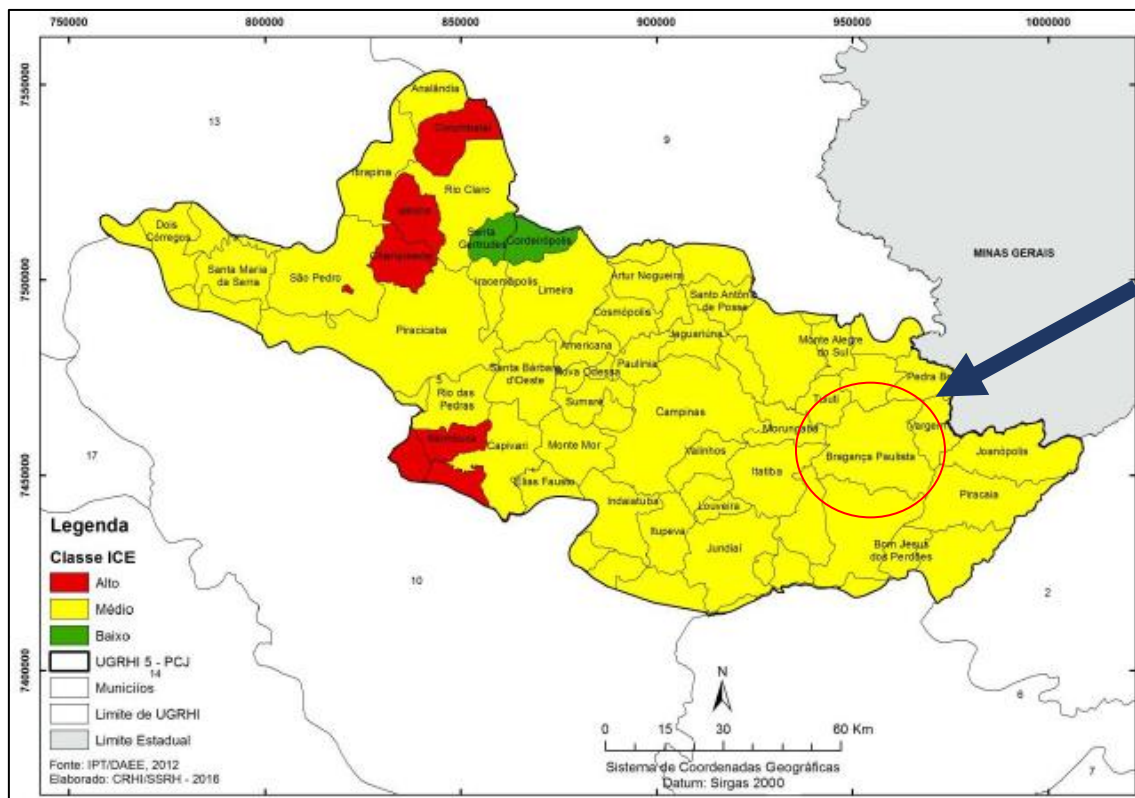 750000
800000
850000
900000
950000
1000000
7550000
7500000
7450000
7400000
13
9
17
10
14
2
6
7
5
MINAS GERAIS
Analândia
Corumbataí
Itirapina
Rio Claro
Ipeúna
Charqueada
Santa
Gertrudes
Cordeirópolis
Dois
Córregos
Santa Maria
da Serra
São Pedro
Iracemápolis
Limeira
Artur Nogueira
Santo Antônio
de Posse
Cosmópolis
Jaguariúna
Piracicaba
Americana
Nova Odessa
Paulínia
Santa Bárbara
d'Oeste
Sumaré
Rio das
Pedras
Campinas
Monte Alegre
do Sul
Pedra Be
Tuiuti
Morungaba
Vargem
Bragança Paulista
Joanópolis
Capivari
Monte Mor
Valinhos
Itatiba
Piracaia
Elias Fausto
Indaiatuba
Louveira
Itupeva
Jundiaí
Bom Jesus
dos Perdões
Legenda
Classe ICE
Alto
Médio
Baixo
UGRHI 5 - PCJ
Municíios
Limite de UGRHI
Limite Estadual
Fonte: IPT/DAEE, 2012
Elaborado: CRHI/SSRH - 2016
N
0 15 30 60 Km
Sistema de Coordenadas Geográficas
Datum: Sirgas 2000